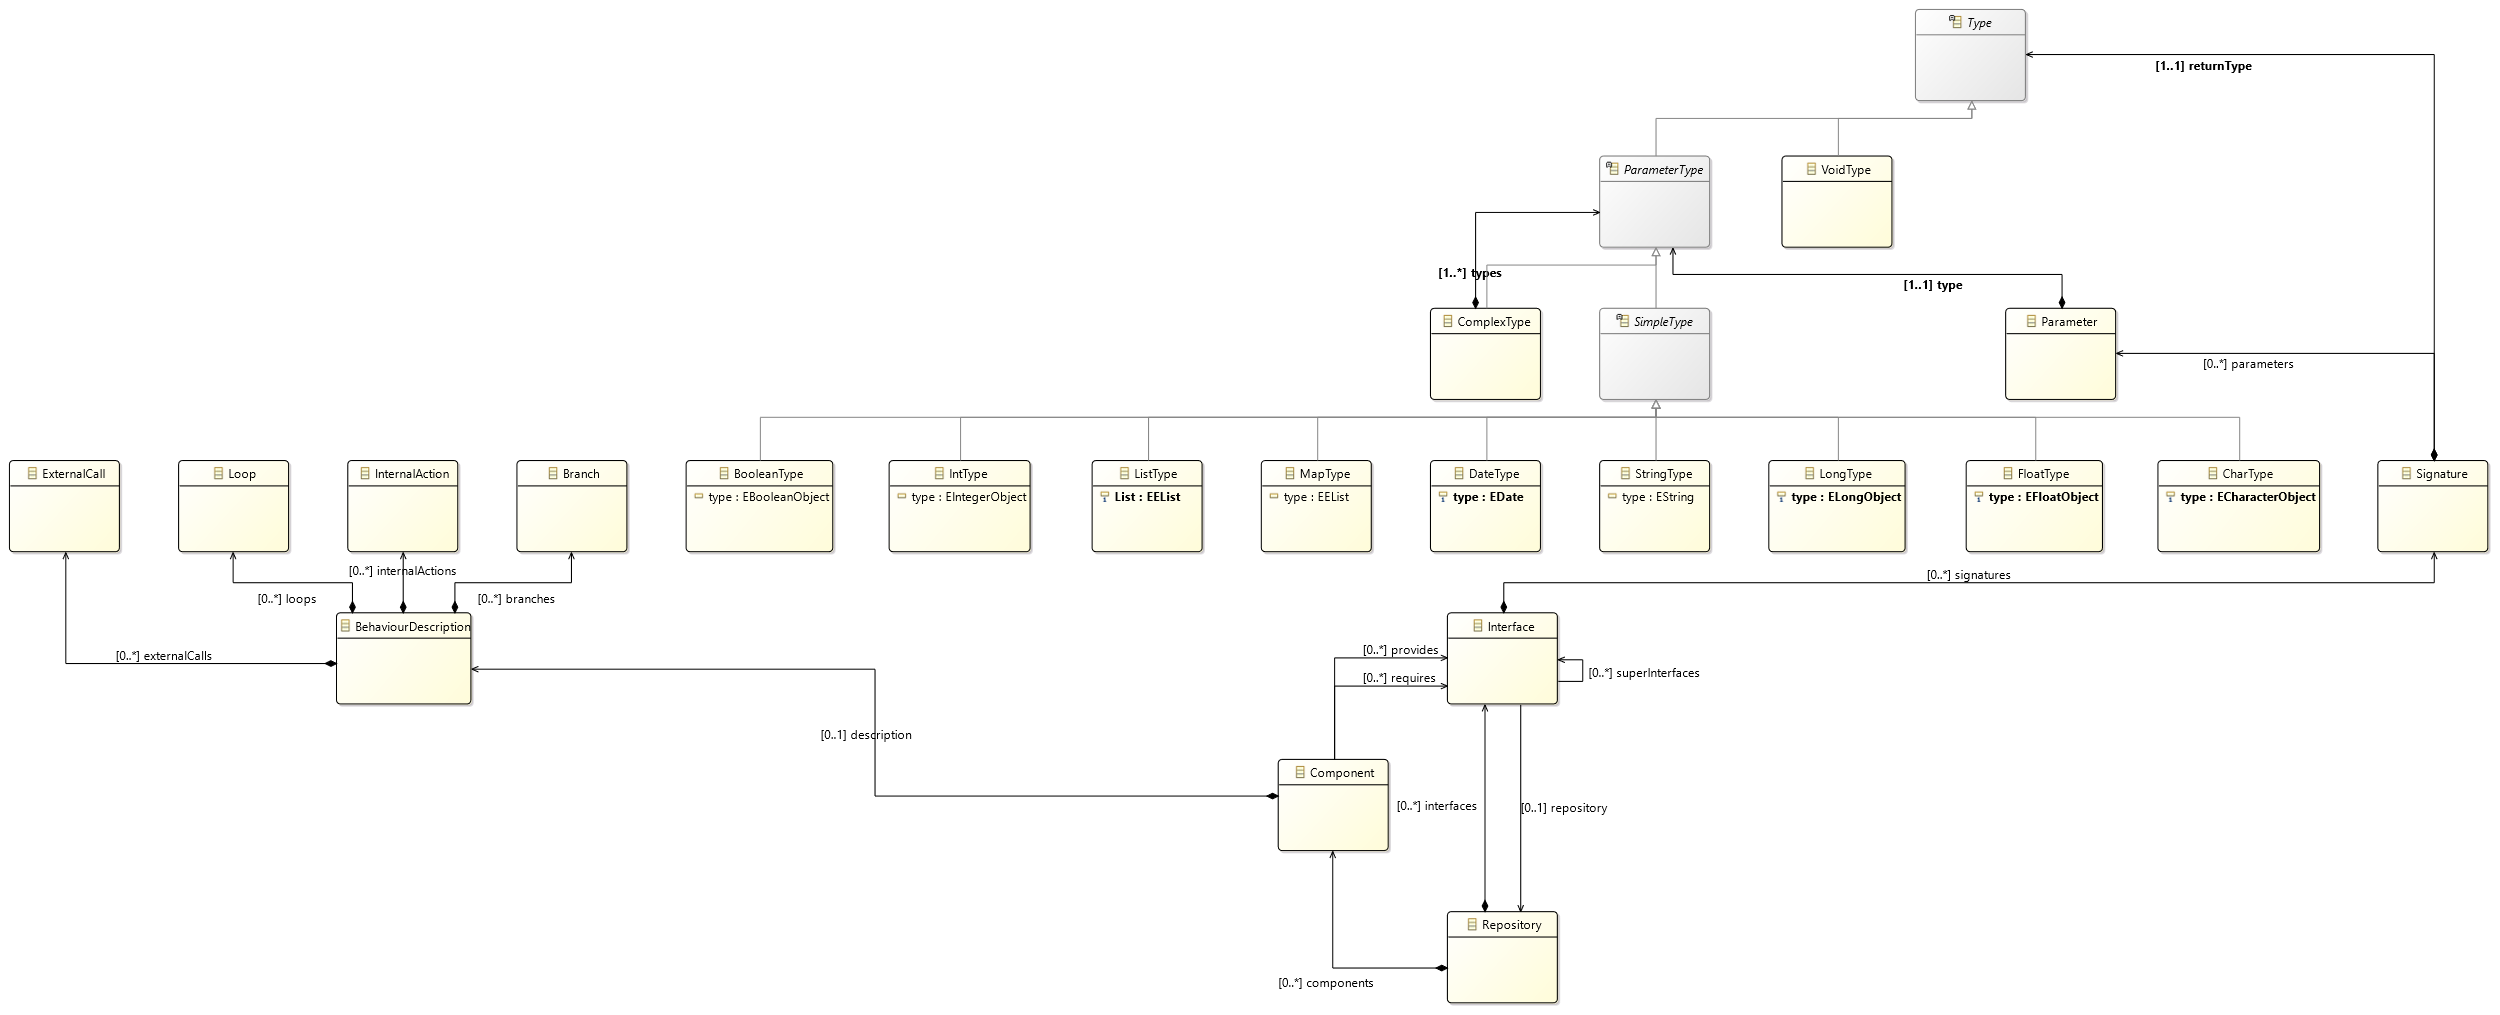 Type
[1..1] returnType
ParameterType
VoidType
[1..*] types
[1..1] type
ComplexType
SimpleType
Parameter
[0..*] parameters
ExternalCall
Loop
InternalAction
Branch
BooleanType
type : EBooleanObject
IntType
type : EIntegerObject
ListType
List : EEList
MapType
type : EEList
DateType
type : EDate
StringType
type : EString
LongType
type : ELongObject
FloatType
type : EFloatObject
CharType
type : ECharacterObject
Signature
[0..*] internalActions
[0..*] loops
[0..*] branches
[0..*] signatures
BehaviourDescription
Interface
[0..*] externalCalls
[0..*] provides
[0..*] requires
[0..*] superInterfaces
[0..1] description
Component
[0..*] interfaces
[0..1] repository
Repository
[0..*] components